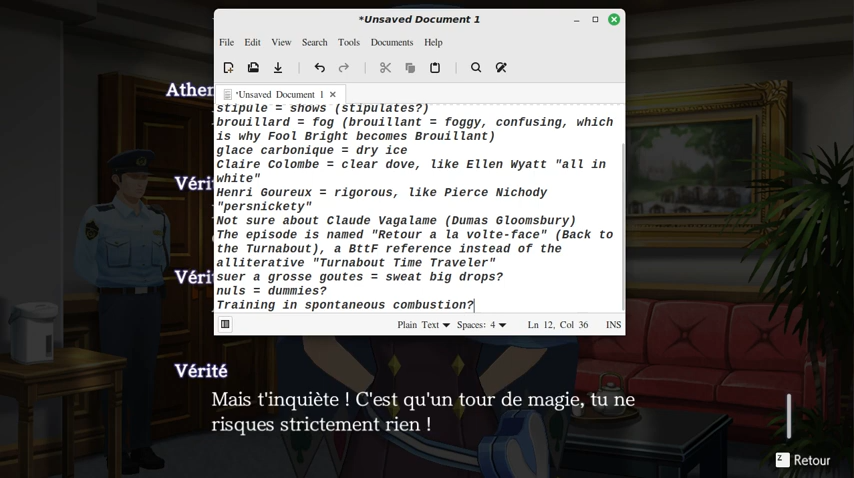 *Unsaved Document 1
File Edit View Search Tools Documents Help
*Unsaved Document 1
stipule = shows (stipulates?)
brouillard = fog (brouillant = foggy, confusing, which
is why Fool Bright becomes Brouillant)
glace carbonique = dry ice
Claire Colombe = clear dove, like Ellen Wyatt "all in
white"
Henri Goureux = rigorous, like Pierce Nichody
"persnickety"
Not sure about Claude Vagalame (Dumas Gloomsbury)
The episode is named "Retour a la volte-face" (Back to
the Turnabout), a BttF reference instead of the
alliterative "Turnabout Time Traveler"
suer a grosse goutes = sweat big drops?
nuls = dummies?
Training in spontaneous combustion?
Plain Text Spaces: 4 Ln 12, Col 36 INS
Athen
Véri
Véri
Vérité
Mais t'inquiète ! C'est qu'un tour de magie, tu ne
risques strictement rien !
Z Retour